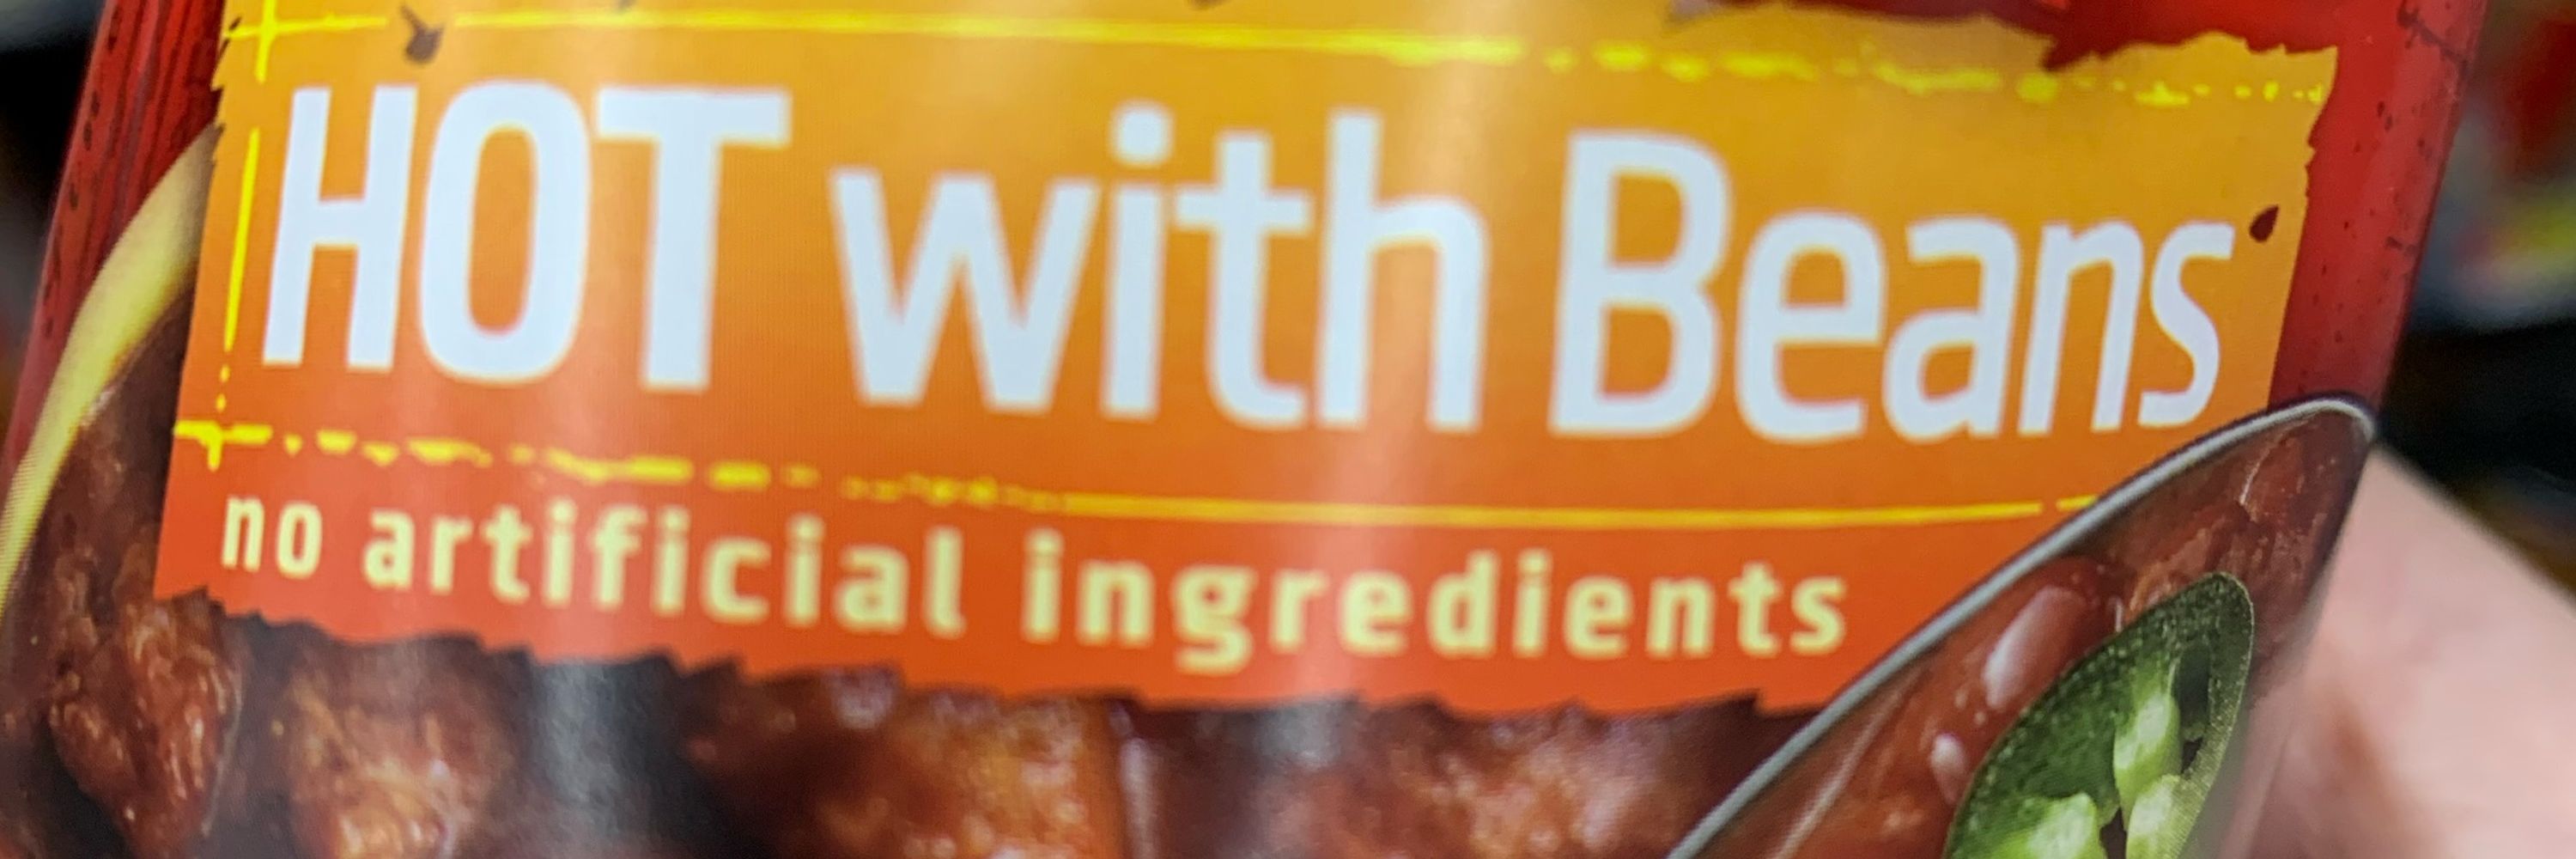 HOT with Beans
no artificial ingredients